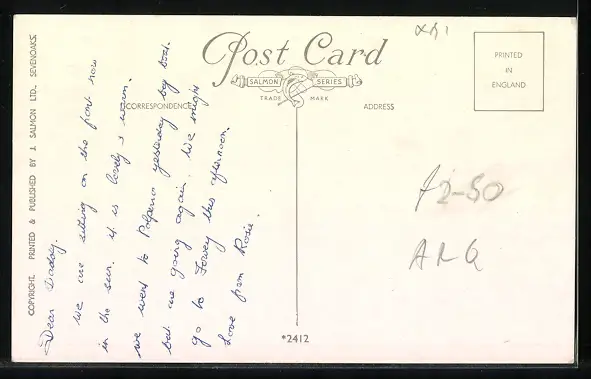 COPYRIGHT. PRINTED & PUBLISHED BY J. SALMON LTD., SEVENOAKS.
Post Card
SALMON SERIES
TRADE MARK
CORRESPONDENCE
ADDRESS
PRINTED
IN
ENGLAND
Dear Daddy.
We are sitting on the front now
in the sun. it is lovely & warm.
we went to Polperro yesterday by boat.
but are going again. We might
go to Fowey this afternoon.
Love from Rosie.
*2412
£2-50